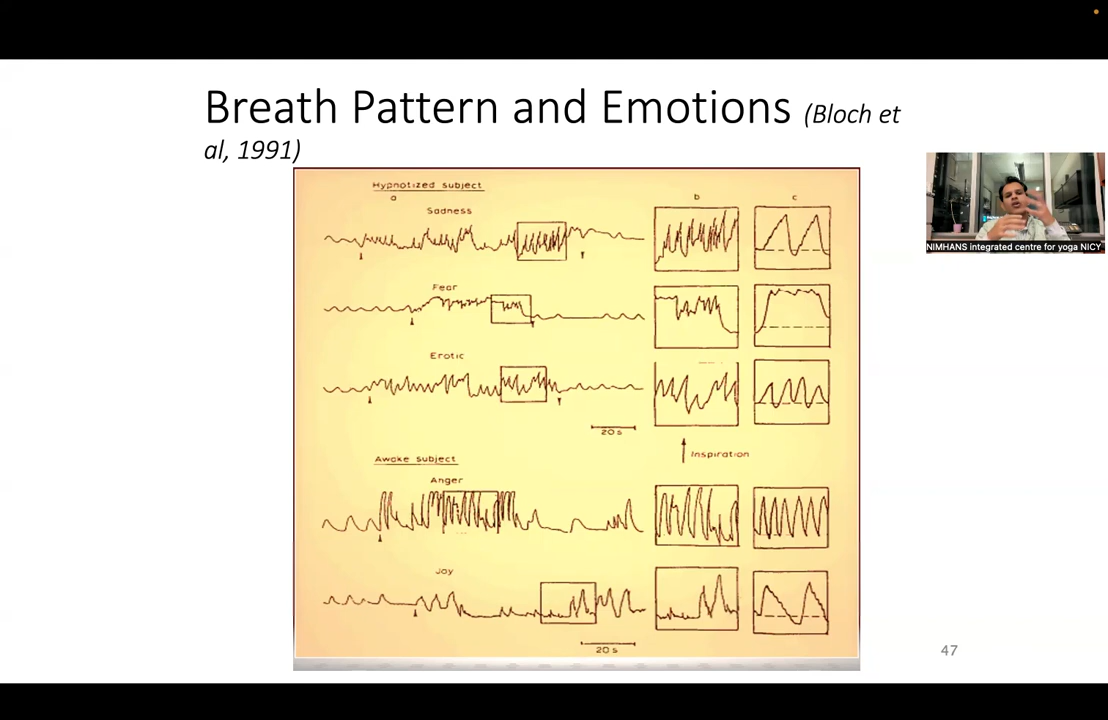 Breath Pattern and Emotions (Bloch et
al, 1991)
Hypnotized subject
a
b
c
Sadness
Fear
Erotic
20 s
Inspiration
Awake subject
Anger
Joy
20 s
47
NIMHANS integrated centre for yoga NICY